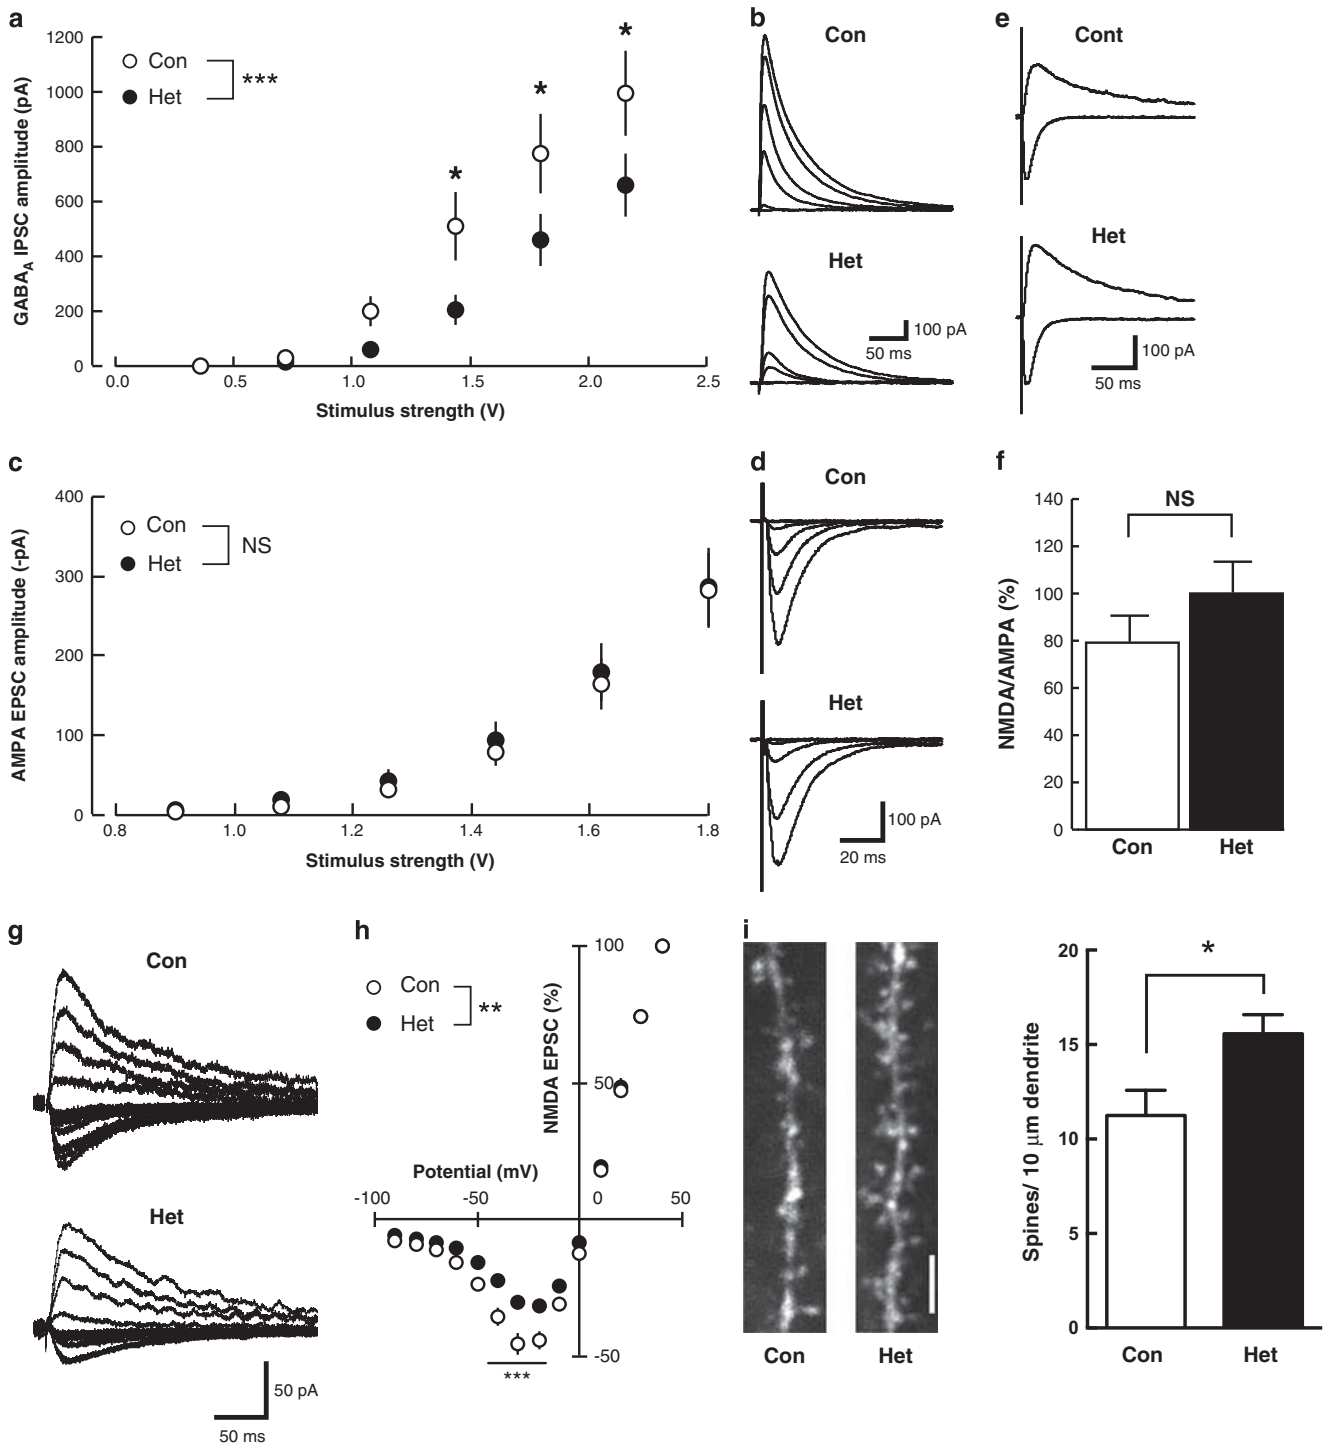 a
1200
1000
800
600
400
200
0
GABAA IPSC amplitude (pA)
Con
Het
***
*
*
*
0.0 0.5 1.0 1.5 2.0 2.5
Stimulus strength (V)
b
Con
Het
100 pA
50 ms
e
Cont
Het
100 pA
50 ms
c
400
300
200
100
0
AMPA EPSC amplitude (-pA)
Con
Het
NS
0.8 1.0 1.2 1.4 1.6 1.8
Stimulus strength (V)
d
Con
Het
100 pA
20 ms
f
140
120
100
80
60
40
20
0
NMDA/AMPA (%)
NS
Con Het
g
Con
Het
50 pA
50 ms
h
Con
Het
**
100
50
-50
NMDA EPSC (%)
Potential (mV)
-100 -50 0 50
***
i
Con Het
20
15
10
5
0
Spines/ 10 μm dendrite
*
Con Het